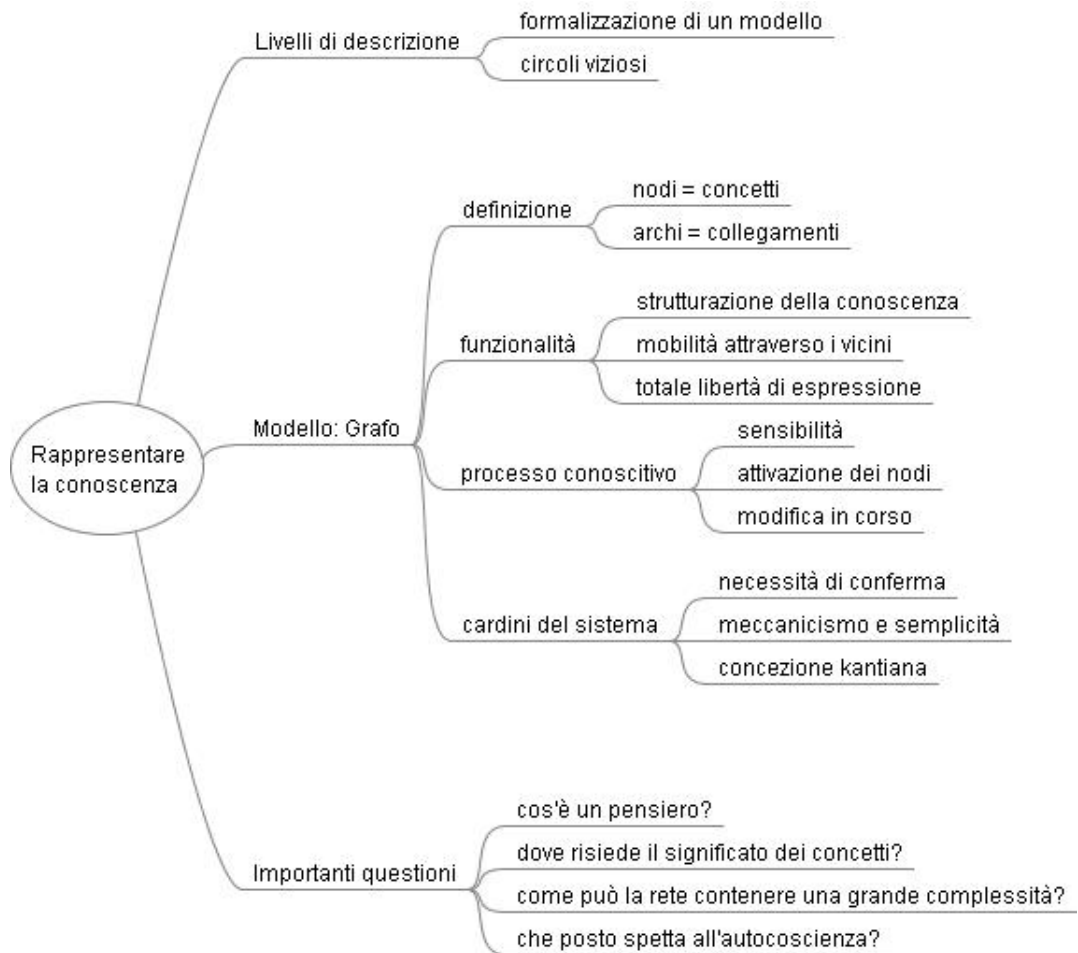 Rappresentare
la conoscenza
Livelli di descrizione
formalizzazione di un modello
circoli viziosi
Modello: Grafo
definizione
nodi = concetti
archi = collegamenti
funzionalità
strutturazione della conoscenza
mobilità attraverso i vicini
totale libertà di espressione
processo conoscitivo
sensibilità
attivazione dei nodi
modifica in corso
cardini del sistema
necessità di conferma
meccanicismo e semplicità
concezione kantiana
Importanti questioni
cos'è un pensiero?
dove risiede il significato dei concetti?
come può la rete contenere una grande complessità?
che posto spetta all'autocoscienza?